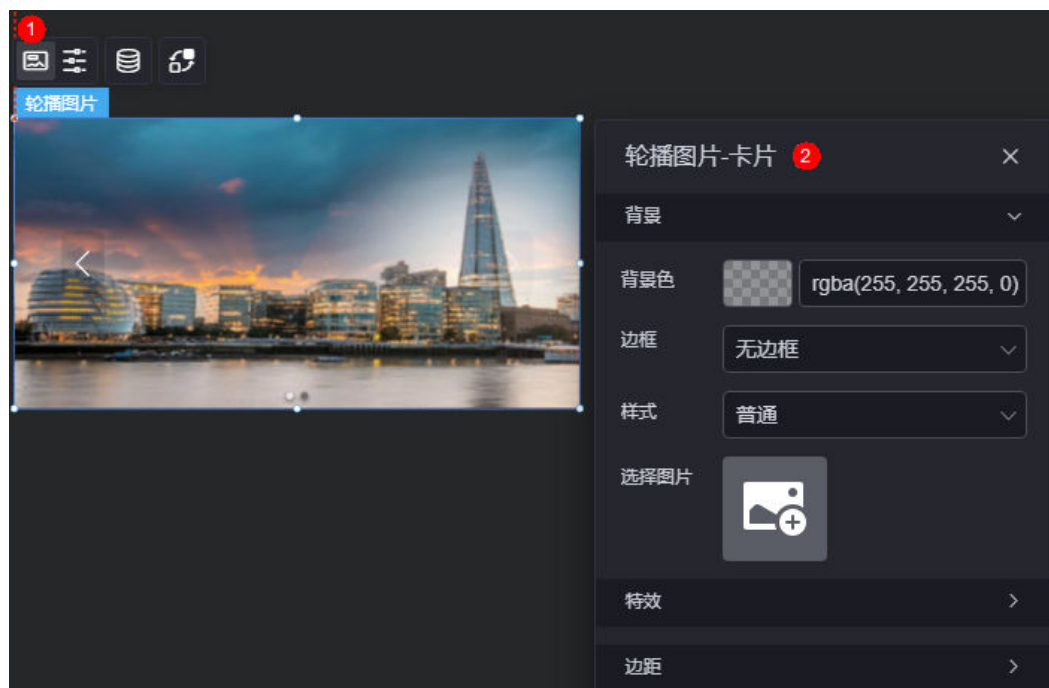 1
轮播图片
轮播图片-卡片 2
背景
背景色 rgba(255, 255, 255, 0)
边框 无边框
样式 普通
选择图片
特效
边距